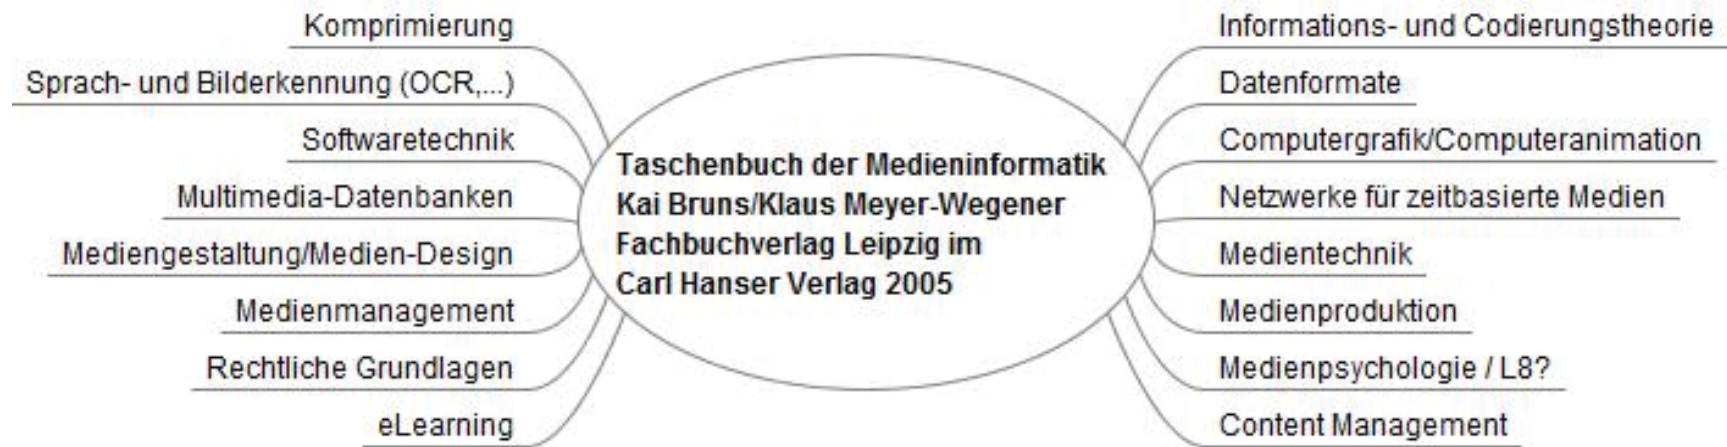 Komprimierung
Sprach- und Bilderkennung (OCR,...)
Softwaretechnik
Multimedia-Datenbanken
Mediengestaltung/Medien-Design
Medienmanagement
Rechtliche Grundlagen
eLearning
Taschenbuch der Medieninformatik
Kai Bruns/Klaus Meyer-Wegener
Fachbuchverlag Leipzig im
Carl Hanser Verlag 2005
Informations- und Codierungstheorie
Datenformate
Computergrafik/Computeranimation
Netzwerke für zeitbasierte Medien
Medientechnik
Medienproduktion
Medienpsychologie / L8?
Content Management